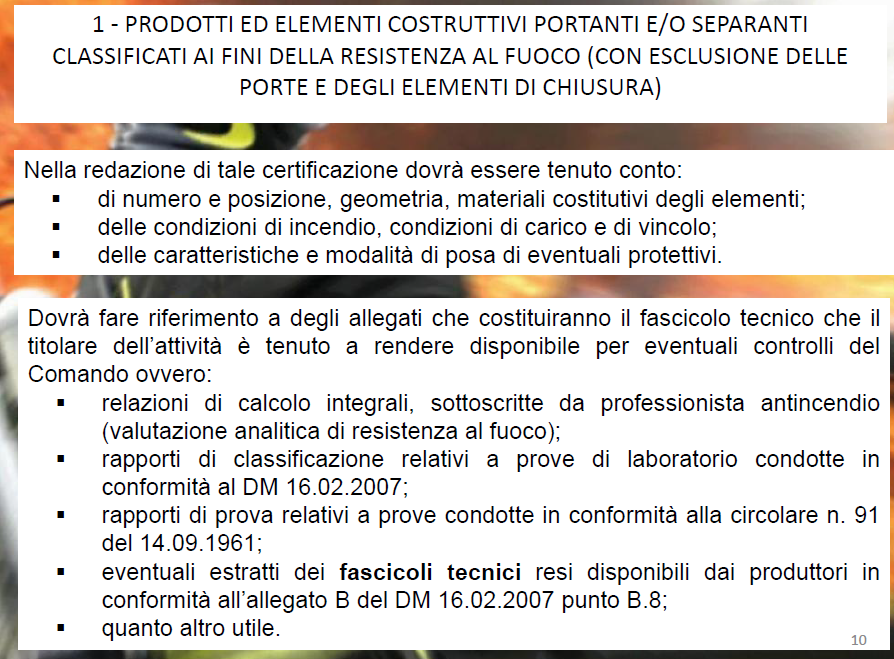 1 - PRODOTTI ED ELEMENTI COSTRUTTIVI PORTANTI E/O SEPARANTI
CLASSIFICATI AI FINI DELLA RESISTENZA AL FUOCO (CON ESCLUSIONE DELLE
PORTE E DEGLI ELEMENTI DI CHIUSURA)
Nella redazione di tale certificazione dovrà essere tenuto conto:
▪ di numero e posizione, geometria, materiali costitutivi degli elementi;
▪ delle condizioni di incendio, condizioni di carico e di vincolo;
▪ delle caratteristiche e modalità di posa di eventuali protettivi.
Dovrà fare riferimento a degli allegati che costituiranno il fascicolo tecnico che il
titolare dell'attività è tenuto a rendere disponibile per eventuali controlli del
Comando ovvero:
▪ relazioni di calcolo integrali, sottoscritte da professionista antincendio
(valutazione analitica di resistenza al fuoco);
▪ rapporti di classificazione relativi a prove di laboratorio condotte in
conformità al DM 16.02.2007;
▪ rapporti di prova relativi a prove condotte in conformità alla circolare n. 91
del 14.09.1961;
▪ eventuali estratti dei fascicoli tecnici resi disponibili dai produttori in
conformità all'allegato B del DM 16.02.2007 punto B.8;
▪ quanto altro utile.
10